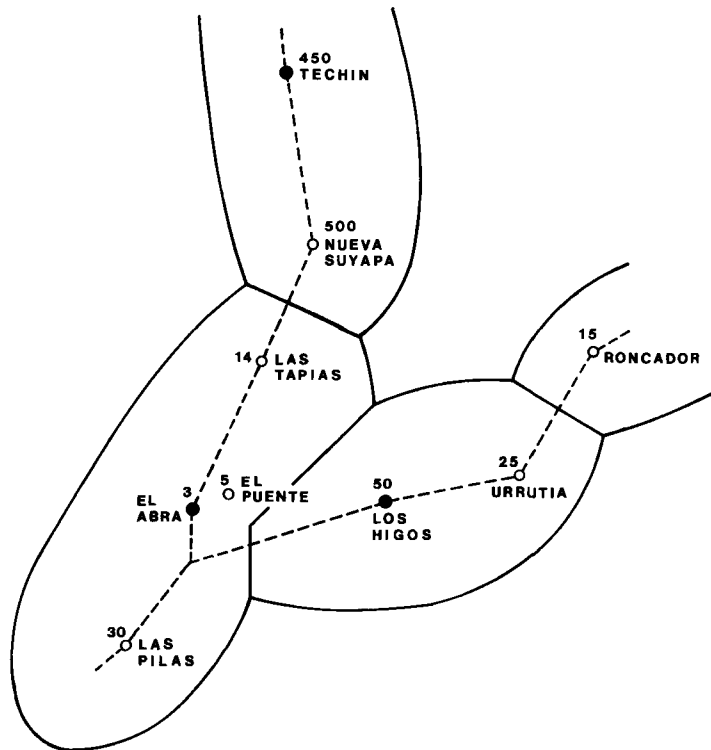 450
TECHIN
500
NUEVA
SUYAPA
14
LAS
TAPIAS
15
RONCADOR
EL
ABRA
3
5
EL
PUENTE
50
LOS
HIGOS
25
URRUTIA
30
LAS
PILAS